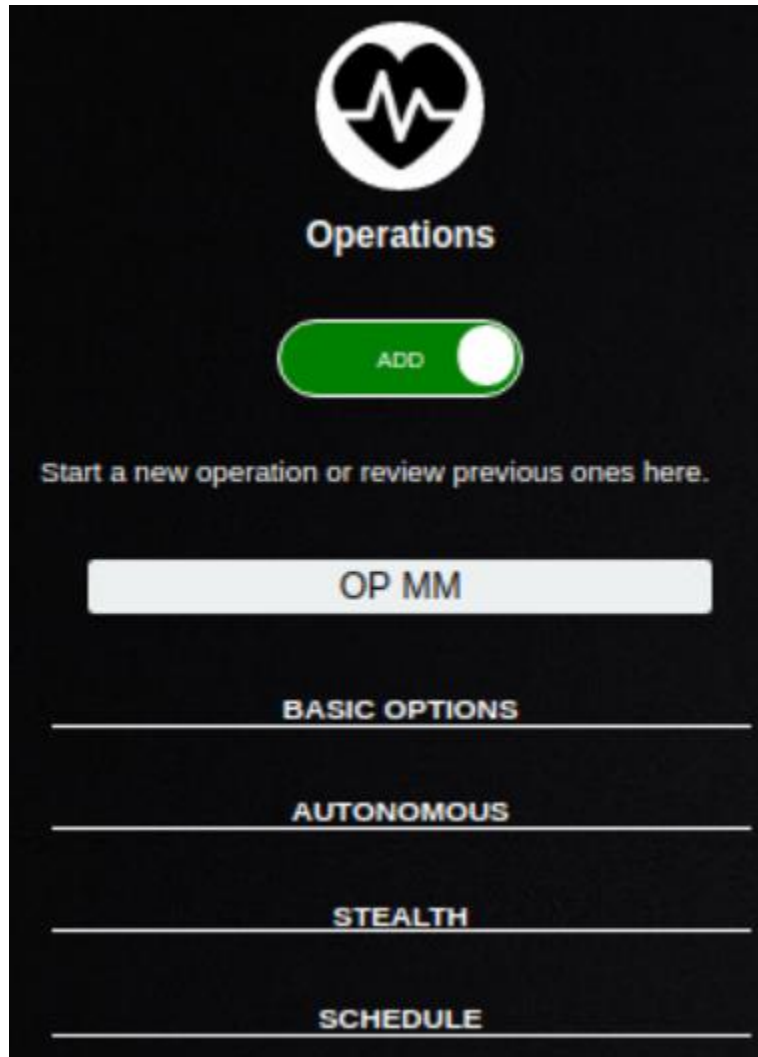 Operations
ADD
Start a new operation or review previous ones here.
OP MM
BASIC OPTIONS
AUTONOMOUS
STEALTH
SCHEDULE